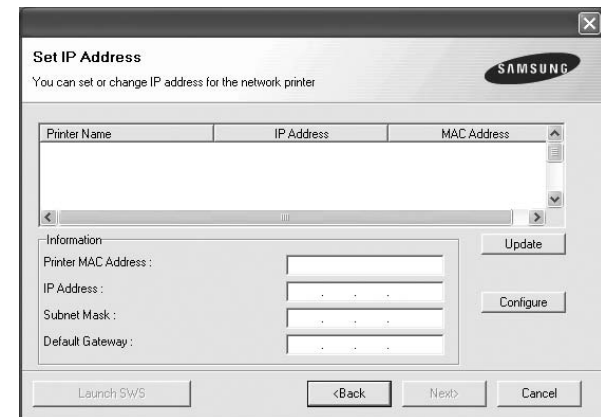 Set IP Address
You can set or change IP address for the network printer
SAMSUNG
Printer Name IP Address MAC Address
Information
Update
Printer MAC Address :
IP Address :
Configure
Subnet Mask :
Default Gateway :
Launch SWS <Back Next> Cancel